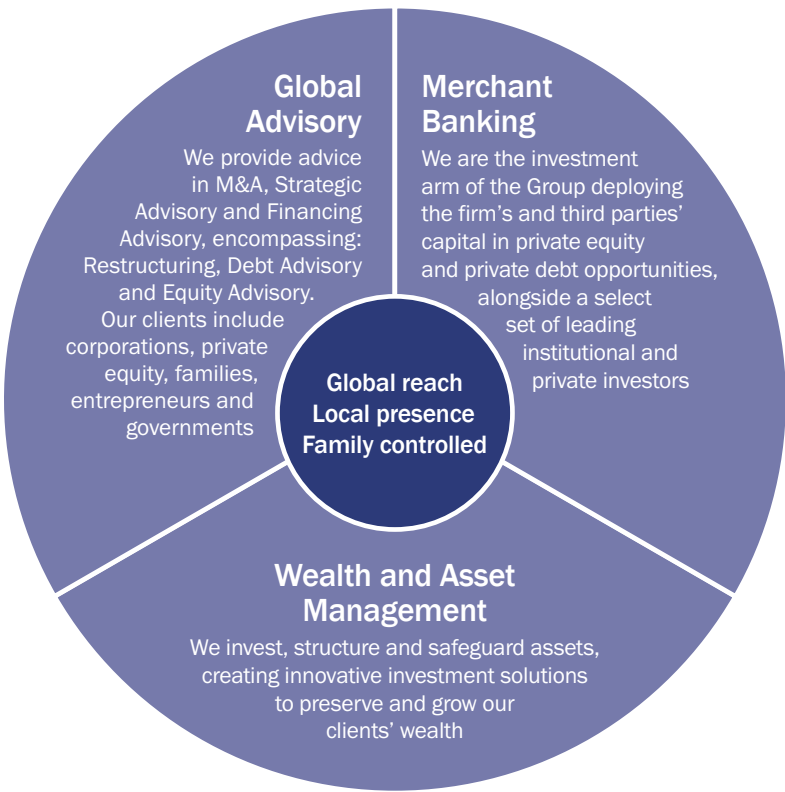 Global
Advisory
We provide advice
in M&A, Strategic
Advisory and Financing
Advisory, encompassing:
Restructuring, Debt Advisory
and Equity Advisory.
Our clients include
corporations, private
equity, families,
entrepreneurs and
governments
Merchant
Banking
We are the investment
arm of the Group deploying
the firm’s and third parties’
capital in private equity
and private debt opportunities,
alongside a select
set of leading
institutional and
private investors
Global reach
Local presence
Family controlled
Wealth and Asset
Management
We invest, structure and safeguard assets,
creating innovative investment solutions
to preserve and grow our
clients’ wealth